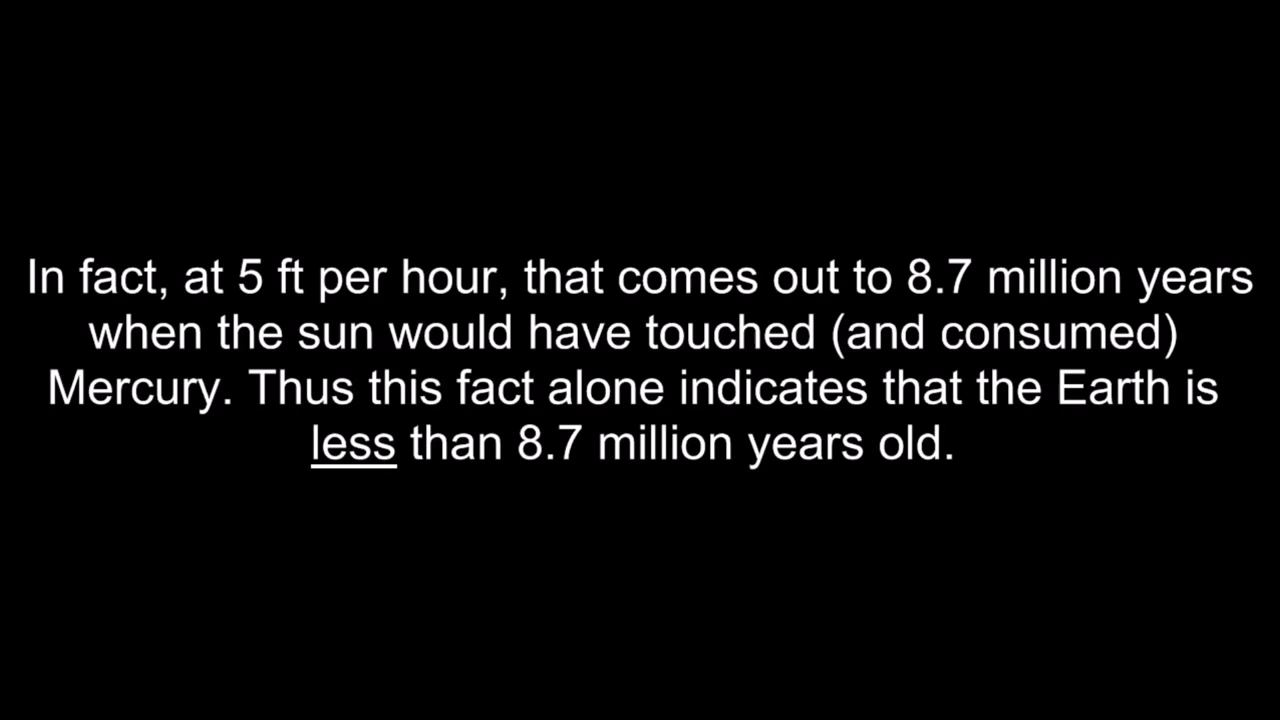 In fact, at 5 ft per hour, that comes out to 8.7 million years
when the sun would have touched (and consumed)
Mercury. Thus this fact alone indicates that the Earth is
less than 8.7 million years old.